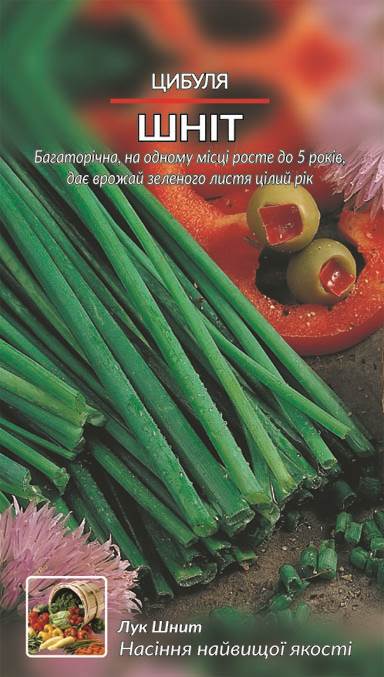 ЦИБУЛЯ
ШНІТ
Багаторічна, на одному місці росте до 5 років,
дає врожай зеленого листя цілий рік
Лук Шнит
Насіння найвищої якості